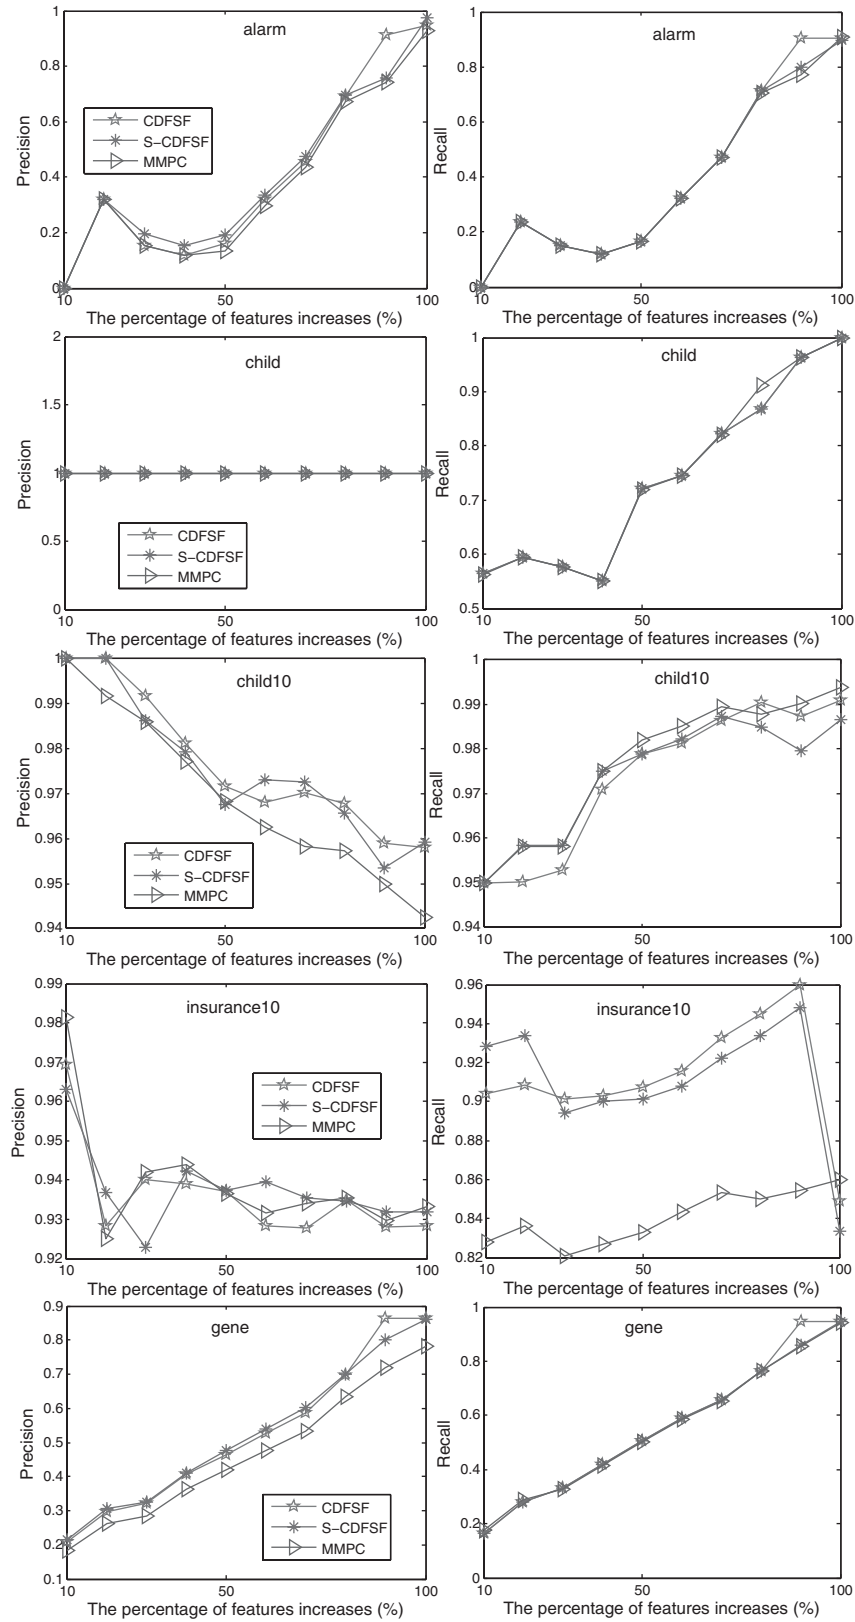 alarm
Precision
1
0.8
0.6
0.4
0.2
0
CDFSF
S−CDFSF
MMPC
10 50 100
The percentage of features increases (%)
alarm
Recall
1
0.8
0.6
0.4
0.2
0
10 50 100
The percentage of features increases (%)
child
Precision
2
1.5
1
0.5
0
CDFSF
S−CDFSF
MMPC
10 50 100
The percentage of features increases (%)
child
Recall
1
0.9
0.8
0.7
0.6
0.5
10 50 100
The percentage of features increases (%)
child10
Precision
1
0.99
0.98
0.97
0.96
0.95
0.94
CDFSF
S−CDFSF
MMPC
10 50 100
The percentage of features increases (%)
child10
Recall
1
0.99
0.98
0.97
0.96
0.95
0.94
10 50 100
The percentage of features increases (%)
insurance10
Precision
0.99
0.98
0.97
0.96
0.95
0.94
0.93
0.92
CDFSF
S−CDFSF
MMPC
10 50 100
The percentage of features increases (%)
insurance10
Recall
0.96
0.94
0.92
0.9
0.88
0.86
0.84
0.82
10 50 100
The percentage of features increases (%)
gene
Precision
0.9
0.8
0.7
0.6
0.5
0.4
0.3
0.2
0.1
CDFSF
S−CDFSF
MMPC
10 50 100
The percentage of features increases (%)
gene
Recall
1
0.8
0.6
0.4
0.2
0
10 50 100
The percentage of features increases (%)